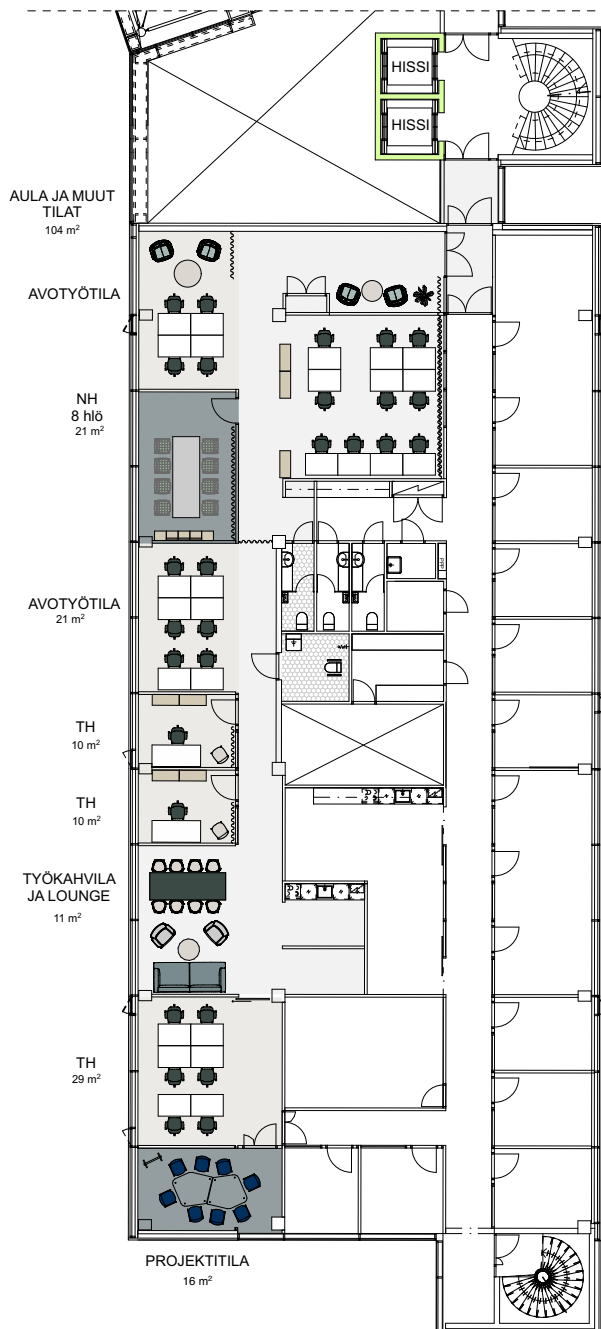 HISSI
HISSI
AULA JA MUUT
TILAT
104 m²
AVOTYÖTILA
NH
8 hlö
21 m²
AVOTYÖTILA
21 m²
TH
10 m²
TH
10 m²
TYÖKAHVILA
JA LOUNGE
11 m²
TH
29 m²
PROJEKTITILA
16 m²